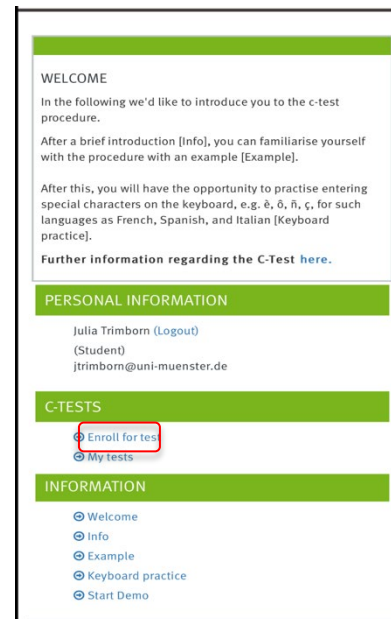 WELCOME
In the following we'd like to introduce you to the c-test
procedure.
After a brief introduction [Info], you can familiarise yourself
with the procedure with an example [Example].
After this, you will have the opportunity to practise entering
special characters on the keyboard, e.g. è, ô, ñ, ç, for such
languages as French, Spanish, and Italian [Keyboard
practice].
Further information regarding the C-Test here.
PERSONAL INFORMATION
Julia Trimborn (Logout)
(Student)
jtrimborn@uni-muenster.de
C-TESTS
Enroll for test
My tests
INFORMATION
Welcome
Info
Example
Keyboard practice
Start Demo